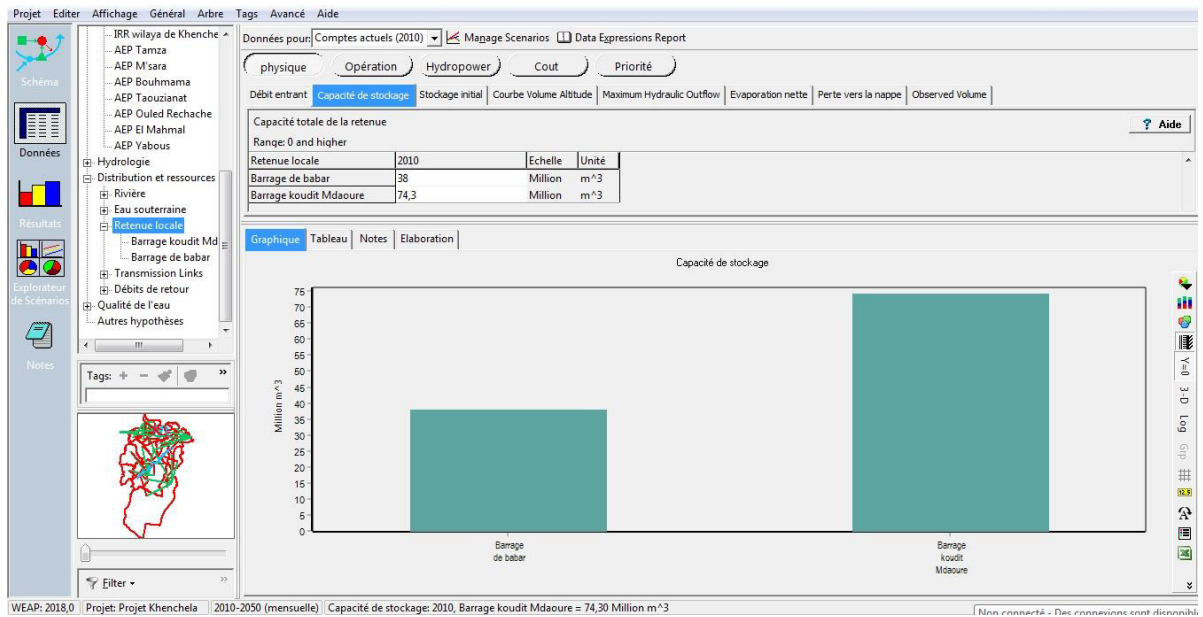 Projet Editer Affichage Général Arbre Tags Avancé Aide
Schéma
Données
Résultats
Explorateur
de Scénarios
Notes
IRR wilaya de Khenche
AEP Tamza
AEP M'sara
AEP Bouhmama
AEP Taouzianat
AEP Ouled Rechache
AEP El Mahmal
AEP Yabous
Hydrologie
Distribution et ressources
Rivière
Eau souterraine
Retenue locale
Barrage koudit Md
Barrage de babar
Transmission Links
Débits de retour
Qualité de l'eau
Autres hypothèses
Tags: + − »
Filter »
Données pour: Comptes actuels (2010) Manage Scenarios Data Expressions Report
physique Opération Hydropower Cout Priorité
Débit entrant Capacité de stockage Stockage initial Courbe Volume Altitude Maximum Hydraulic Outflow Evaporation nette Perte vers la nappe Observed Volume
Capacité totale de la retenue
? Aide
Range: 0 and higher
Retenue locale 2010 Echelle Unité
Barrage de babar 38 Million m^3
Barrage koudit Mdaoure 74,3 Million m^3
Graphique Tableau Notes Elaboration
Capacité de stockage
Million m^3
75
70
65
60
55
50
45
40
35
30
25
20
15
10
5
0
Barrage
de babar
Barrage
koudit
Mdaoure
Y=0
3-D
Log
Grp
12.5
A
WEAP: 2018,0 Projet: Projet Khenchela 2010-2050 (mensuelle) Capacité de stockage: 2010, Barrage koudit Mdaoure = 74,30 Million m^3
Non connecté - Des connexions sont disponible